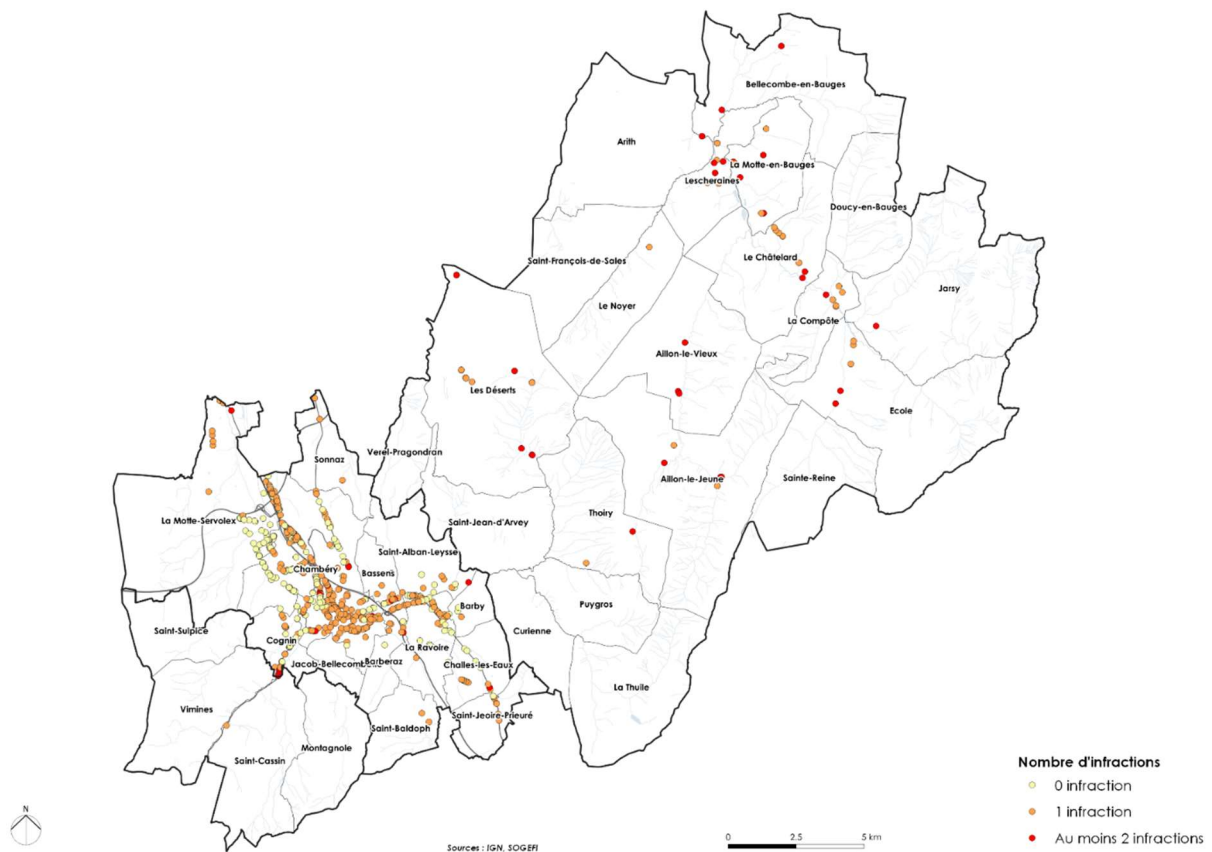 Bellecombe-en-Bauges
Arith
La Motte-en-Bauges
Lescheraines
Doucy-en-Bauges
Saint-François-de-Sales
Le Châtelard
Jarsy
Le Noyer
La Compôte
Aillon-le-Vieux
Les Déserts
Ecole
Verel-Pragondran
Sonnaz
Aillon-le-Jeune
Sainte-Reine
La Motte-Servolex
Saint-Jean-d'Arvey
Thoiry
Saint-Alban-Leysse
Chambéry
Bassens
Barby
Puygros
Saint-Sulpice
Cognin
Curienne
La Ravoire
Jacob-Bellecombette
Barberaz
Challes-les-Eaux
La Thuile
Vimines
Saint-Jeoire-Prieuré
Saint-Baldoph
Montagnole
Saint-Cassin
Nombre d'infractions
0 infraction
1 infraction
Au moins 2 infractions
N
0 2.5 5 km
Sources : IGN, SOGEFI